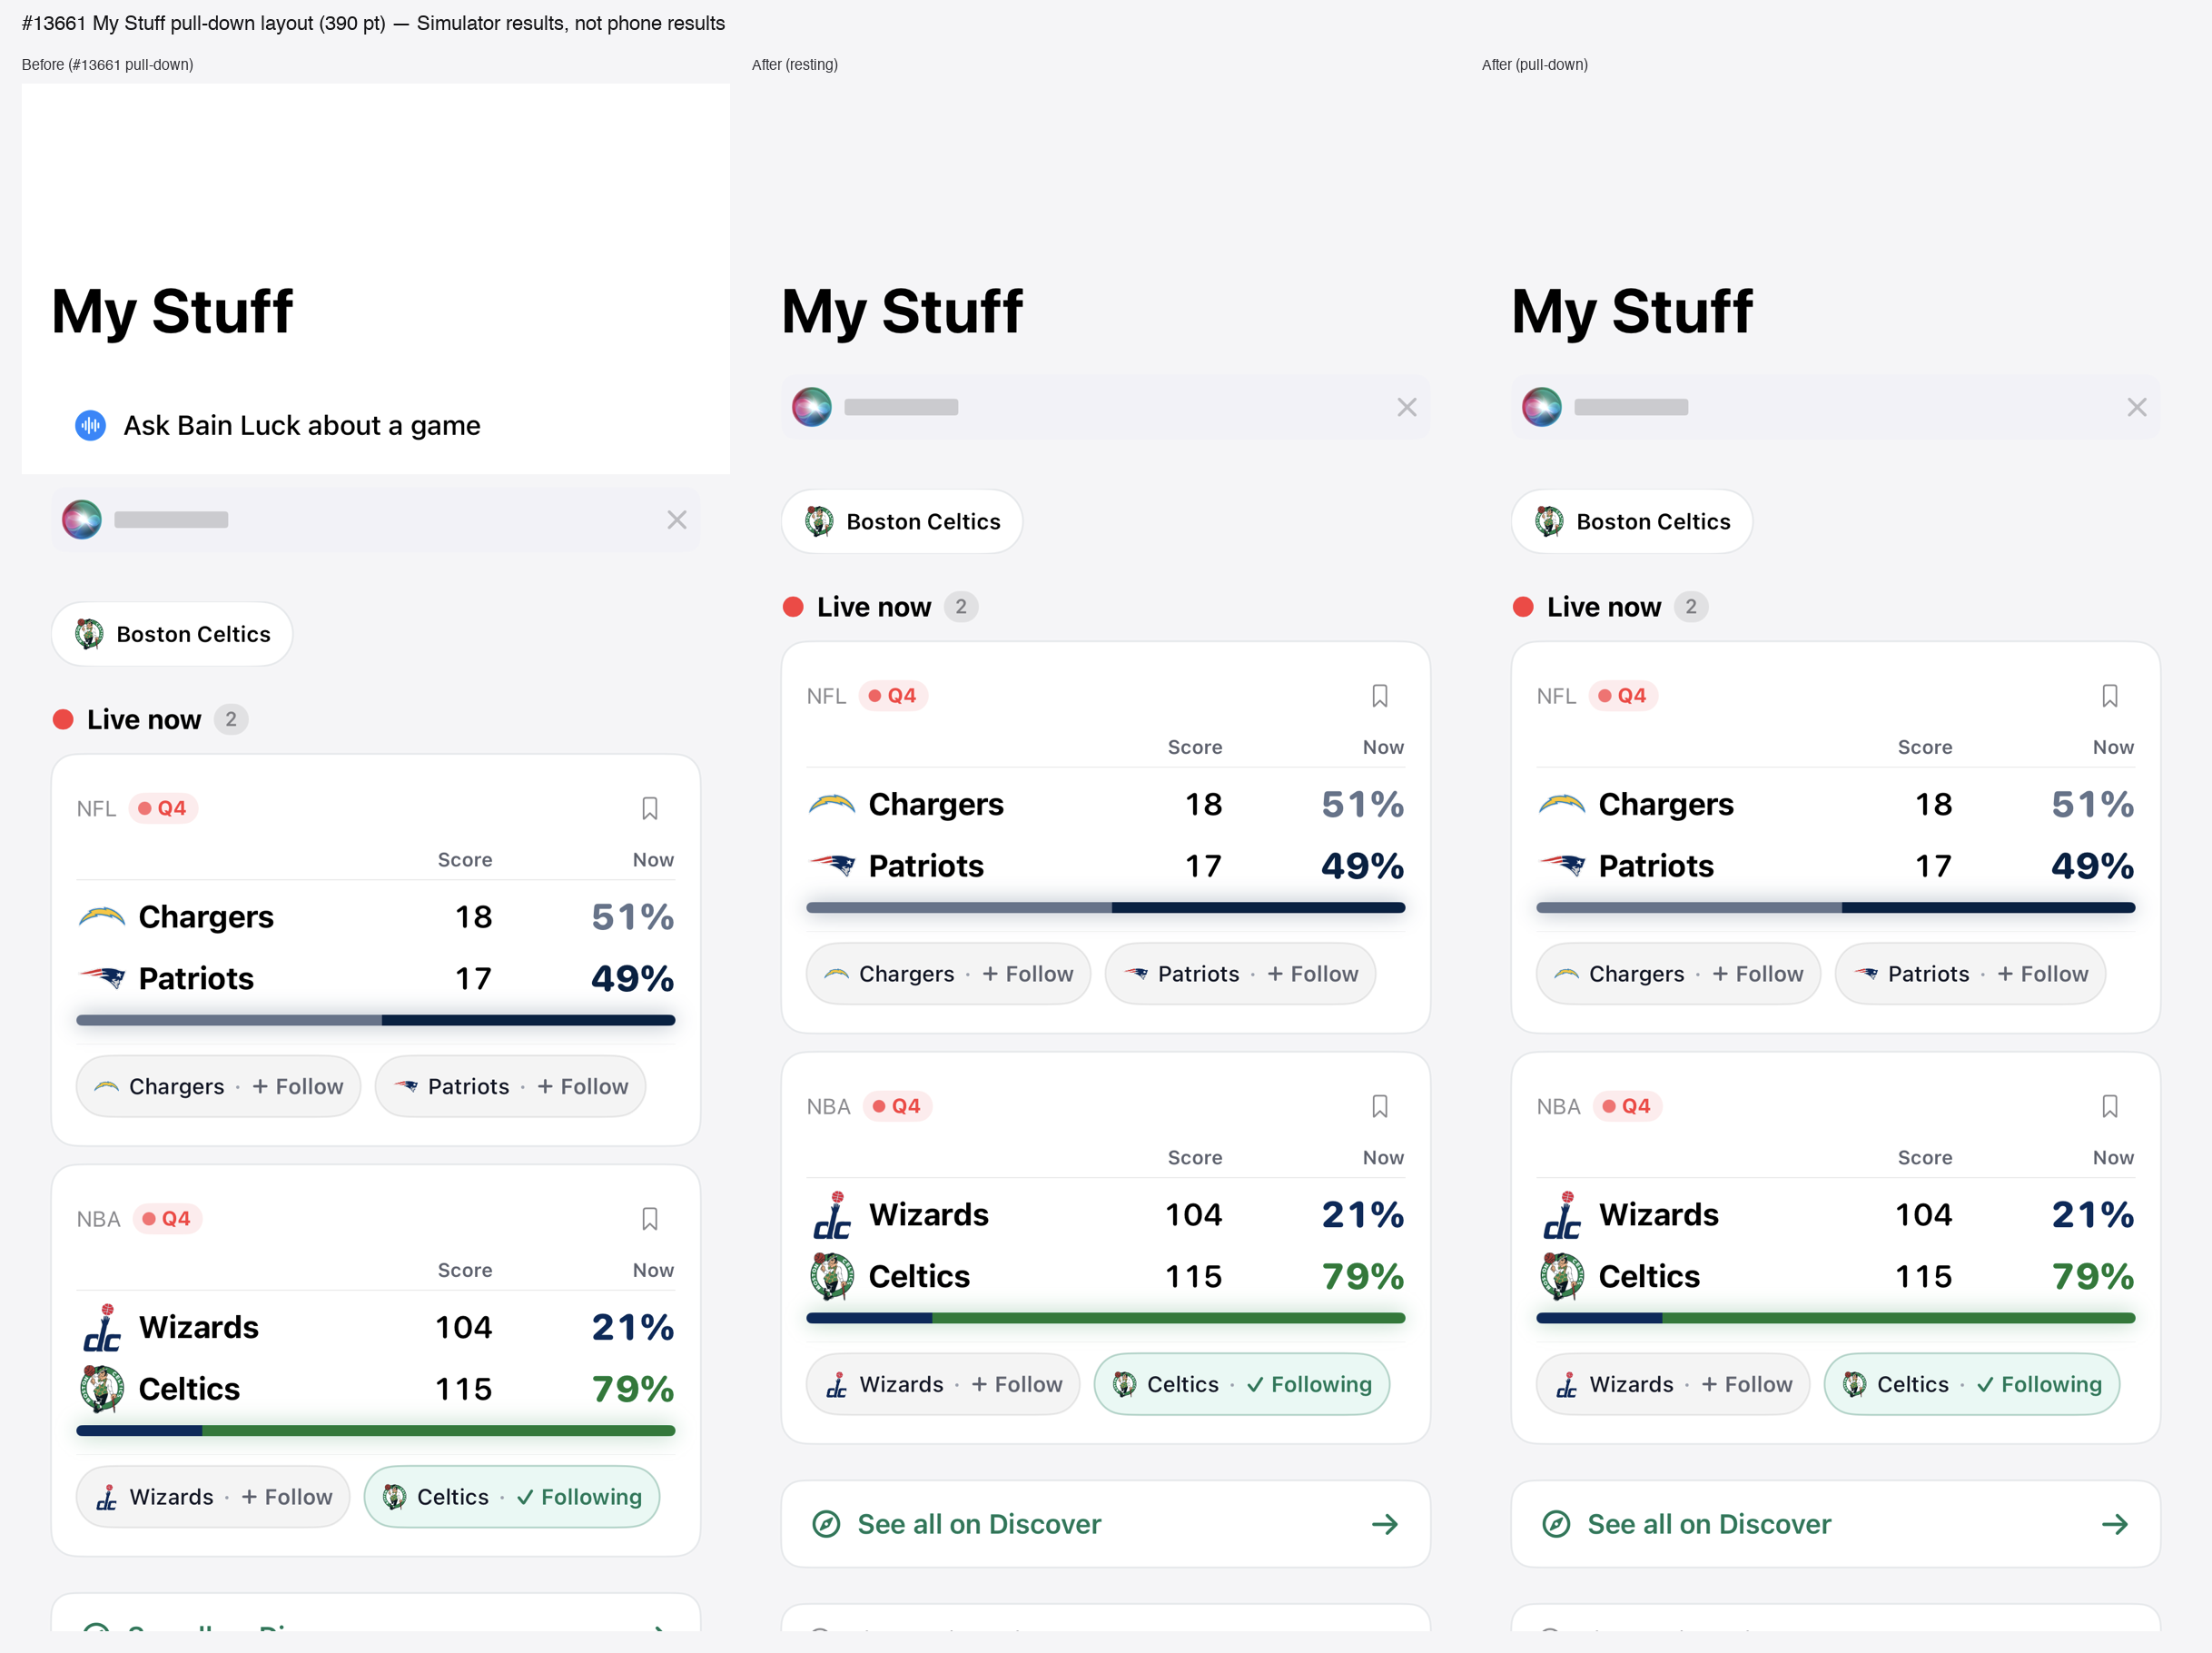 #13661 My Stuff pull-down layout (390 pt) — Simulator results, not phone results
Before (#13661 pull-down)
My Stuff
Ask Bain Luck about a game
Boston Celtics
Live now 2
NFL Q4
Score Now
Chargers 18 51%
Patriots 17 49%
Chargers · + Follow Patriots · + Follow
NBA Q4
Score Now
Wizards 104 21%
Celtics 115 79%
Wizards · + Follow Celtics · ✓ Following
After (resting)
My Stuff
Boston Celtics
Live now 2
NFL Q4
Score Now
Chargers 18 51%
Patriots 17 49%
Chargers · + Follow Patriots · + Follow
NBA Q4
Score Now
Wizards 104 21%
Celtics 115 79%
Wizards · + Follow Celtics · ✓ Following
See all on Discover
After (pull-down)
My Stuff
Boston Celtics
Live now 2
NFL Q4
Score Now
Chargers 18 51%
Patriots 17 49%
Chargers · + Follow Patriots · + Follow
NBA Q4
Score Now
Wizards 104 21%
Celtics 115 79%
Wizards · + Follow Celtics · ✓ Following
See all on Discover